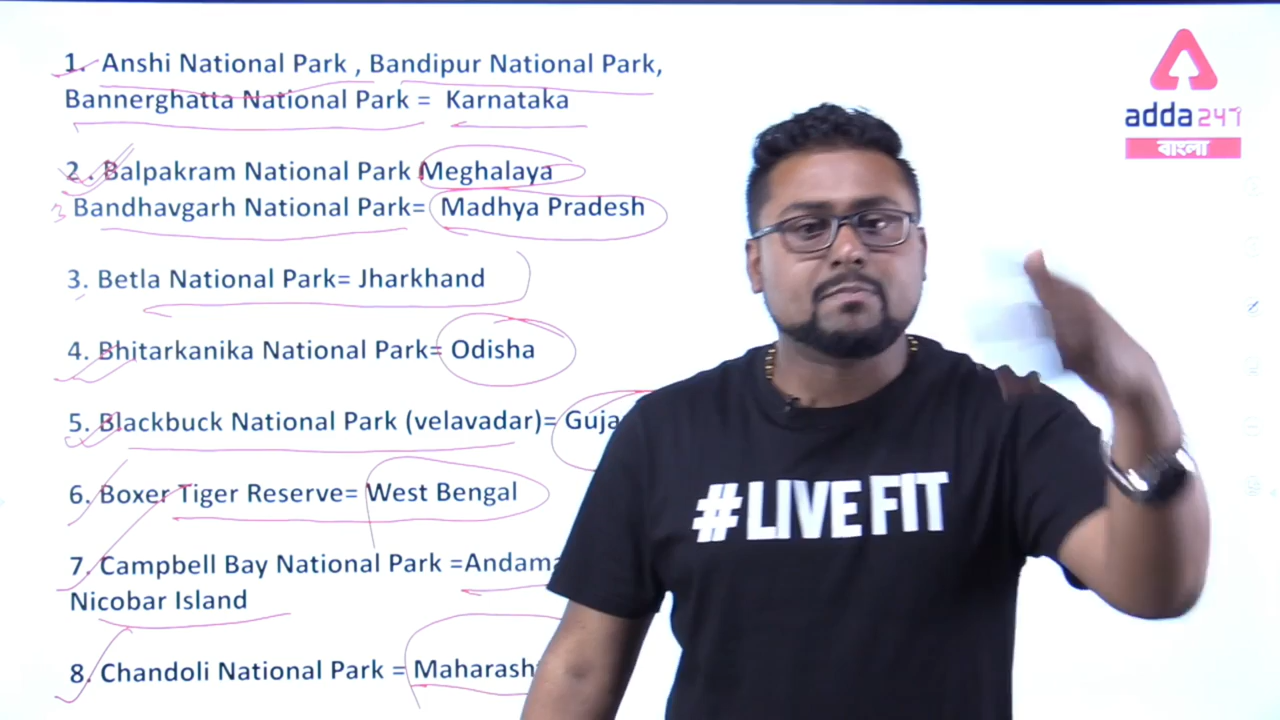 1. Anshi National Park , Bandipur National Park,
Bannerghatta National Park = Karnataka
2 . Balpakram National Park Meghalaya
3 Bandhavgarh National Park= Madhya Pradesh
3. Betla National Park= Jharkhand
4. Bhitarkanika National Park= Odisha
5. Blackbuck National Park (velavadar)= Guja
6. Boxer Tiger Reserve= West Bengal
7. Campbell Bay National Park =Andama
Nicobar Island
8. Chandoli National Park = Maharash
adda247
বাংলা
#LIVE FIT